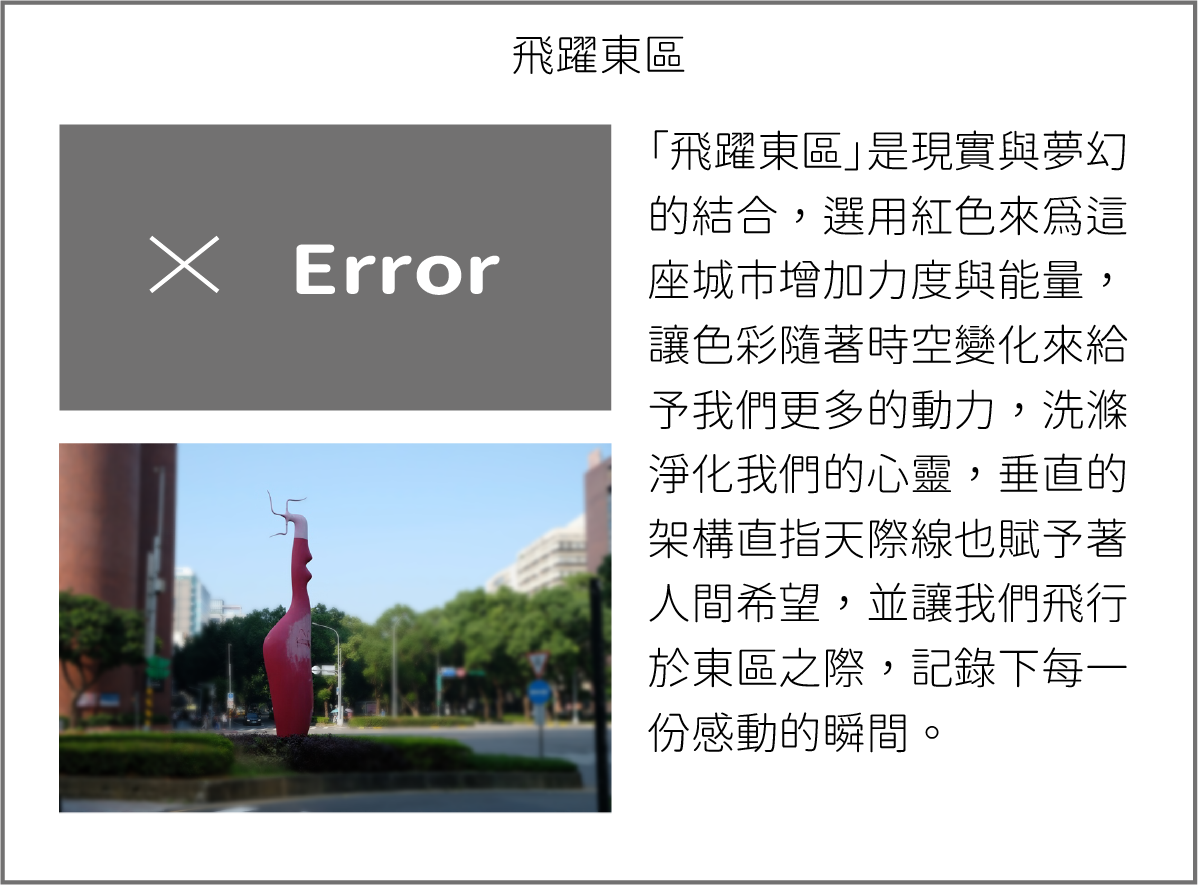 飛躍東區
Error
「飛躍東區」是現實與夢幻
的結合，選用紅色來為這
座城市增加力度與能量，
讓色彩隨著時空變化來給
予我們更多的動力，洗滌
淨化我們的心靈，垂直的
架構直指天際線也賦予著
人間希望，並讓我們飛行
於東區之際，記錄下每一
份感動的瞬間。